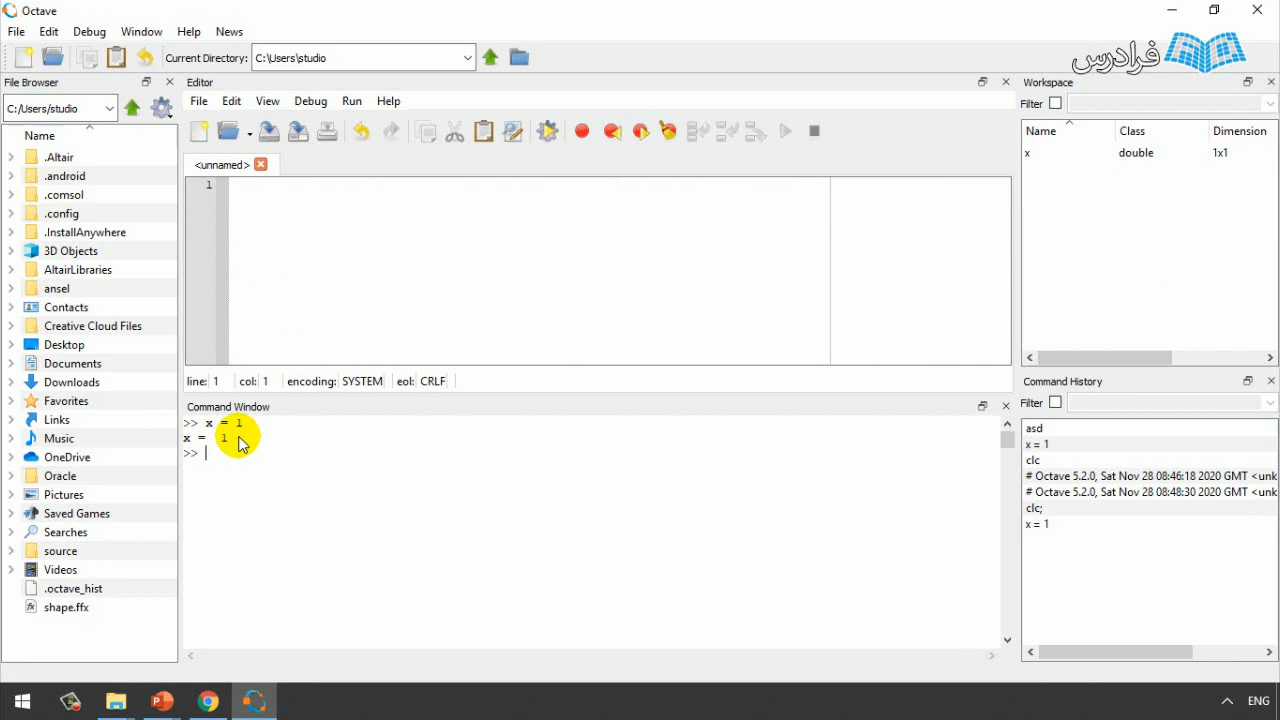 Octave
File Edit Debug Window Help News
Current Directory: C:\Users\studio
فرادرس
File Browser
C:/Users/studio
Name
.Altair
.android
.comsol
.config
.InstallAnywhere
3D Objects
AltairLibraries
ansel
Contacts
Creative Cloud Files
Desktop
Documents
Downloads
Favorites
Links
Music
OneDrive
Oracle
Pictures
Saved Games
Searches
source
Videos
.octave_hist
shape.ffx
Editor
File Edit View Debug Run Help
<unnamed>
1
line: 1 col: 1 encoding: SYSTEM eol: CRLF
Command Window
>> x = 1
x = 1
>>
Workspace
Filter
Name Class Dimension
x double 1x1
Command History
Filter
asd
x = 1
clc
# Octave 5.2.0, Sat Nov 28 08:46:18 2020 GMT <unk
# Octave 5.2.0, Sat Nov 28 08:48:30 2020 GMT <unk
clc;
x = 1
ENG